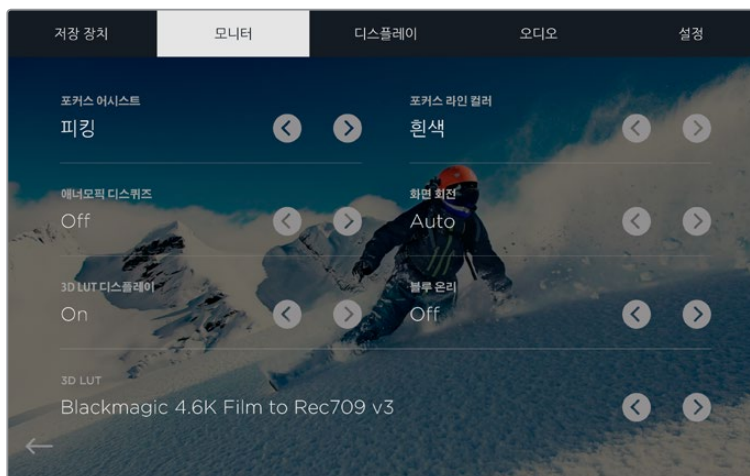 저장 장치 모니터 디스플레이 오디오 설정
포커스 어시스트 포커스 라인 컬러
피킹 흰색
애너모픽 디스퀴즈 화면 회전
Off Auto
3D LUT 디스플레이 블루 온리
On Off
3D LUT
Blackmagic 4.6K Film to Rec709 v3